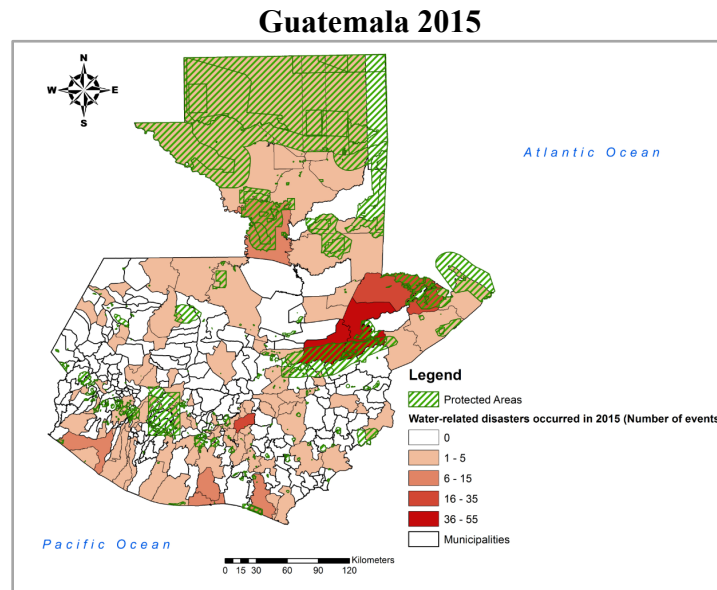 Guatemala 2015
N
W E
S
Atlantic Ocean
Legend
Protected Areas
Water-related disasters occurred in 2015 (Number of events
0
1 - 5
6 - 15
16 - 35
36 - 55
Municipalities
Pacific Ocean
Kilometers
0 15 30 60 90 120